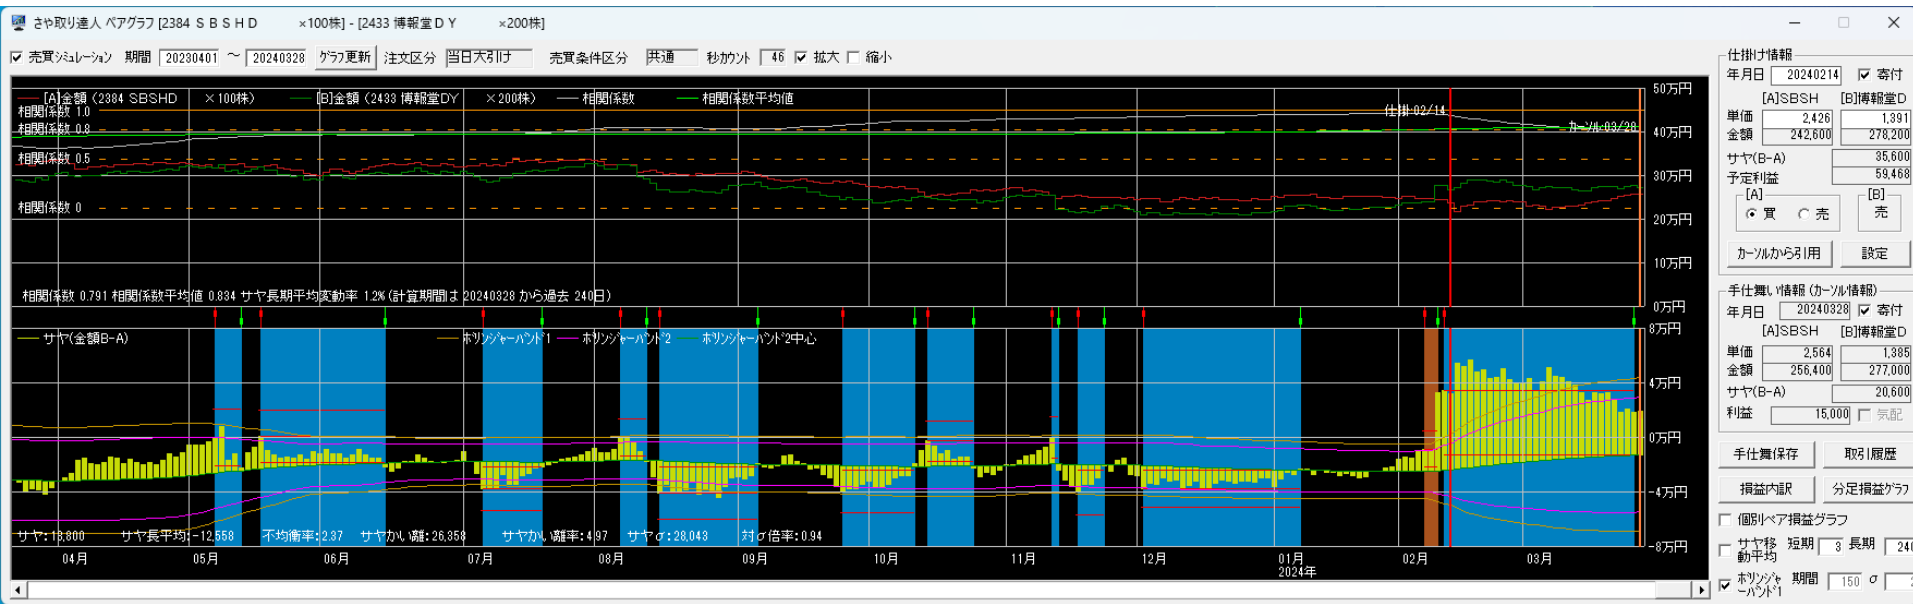 さや取り達人 ペアグラフ [2384 ＳＢＳＨＤ ×100株] - [2433 博報堂ＤＹ ×200株]
売買ｼﾐｭﾚｰｼｮﾝ 期間 20230401 ～ 20240328 ｸﾞﾗﾌ更新 注文区分 当日大引け 売買条件区分 共通 秒ｶｳﾝﾄ 46 拡大 縮小
[A]金額 (2384 SBSHD ×100株) [B]金額 (2433 博報堂DY ×200株) 相関係数 相関係数平均値
相関係数 1.0
相関係数 0.8
相関係数 0.5
相関係数 0
仕掛:02/14
ｶｰｿﾙ:03/28
50万円
40万円
30万円
20万円
10万円
0万円
相関係数 0.791 相関係数平均値 0.834 サヤ長期平均変動率 1.2% (計算期間は 20240328 から過去 240日)
サヤ(金額B-A) ﾎﾞﾘﾝｼﾞｬｰﾊﾞﾝﾄﾞ1 ﾎﾞﾘﾝｼﾞｬｰﾊﾞﾝﾄﾞ2 ﾎﾞﾘﾝｼﾞｬｰﾊﾞﾝﾄﾞ2中心
8万円
4万円
0万円
-4万円
-8万円
サヤ:18,800 サヤ長平均:-12,558 不均衡率:2.37 サヤかい離:26,358 サヤかい離率:4.97 サヤσ:28,043 対σ倍率:0.94
04月 05月 06月 07月 08月 09月 10月 11月 12月 01月 02月 03月
2024年
仕掛け情報
年月日 20240214 寄付
[A]SBSH [B]博報堂D
単価 2,426 1,391
金額 242,600 278,200
サヤ(B-A) 35,600
予定利益 59,468
[A] [B]
買 売 売
ｶｰｿﾙから引用 設定
手仕舞い情報 (ｶｰｿﾙ情報)
年月日 20240328 寄付
[A]SBSH [B]博報堂D
単価 2,564 1,385
金額 256,400 277,000
サヤ(B-A) 20,600
利益 15,000 気配
手仕舞保存 取引履歴
損益内訳 分足損益ｸﾞﾗﾌ
個別ペア損益グラフ
サヤ移動平均 短期 3 長期 240
ﾎﾞﾘﾝｼﾞｬｰﾊﾞﾝﾄﾞ1 期間 150 σ 2